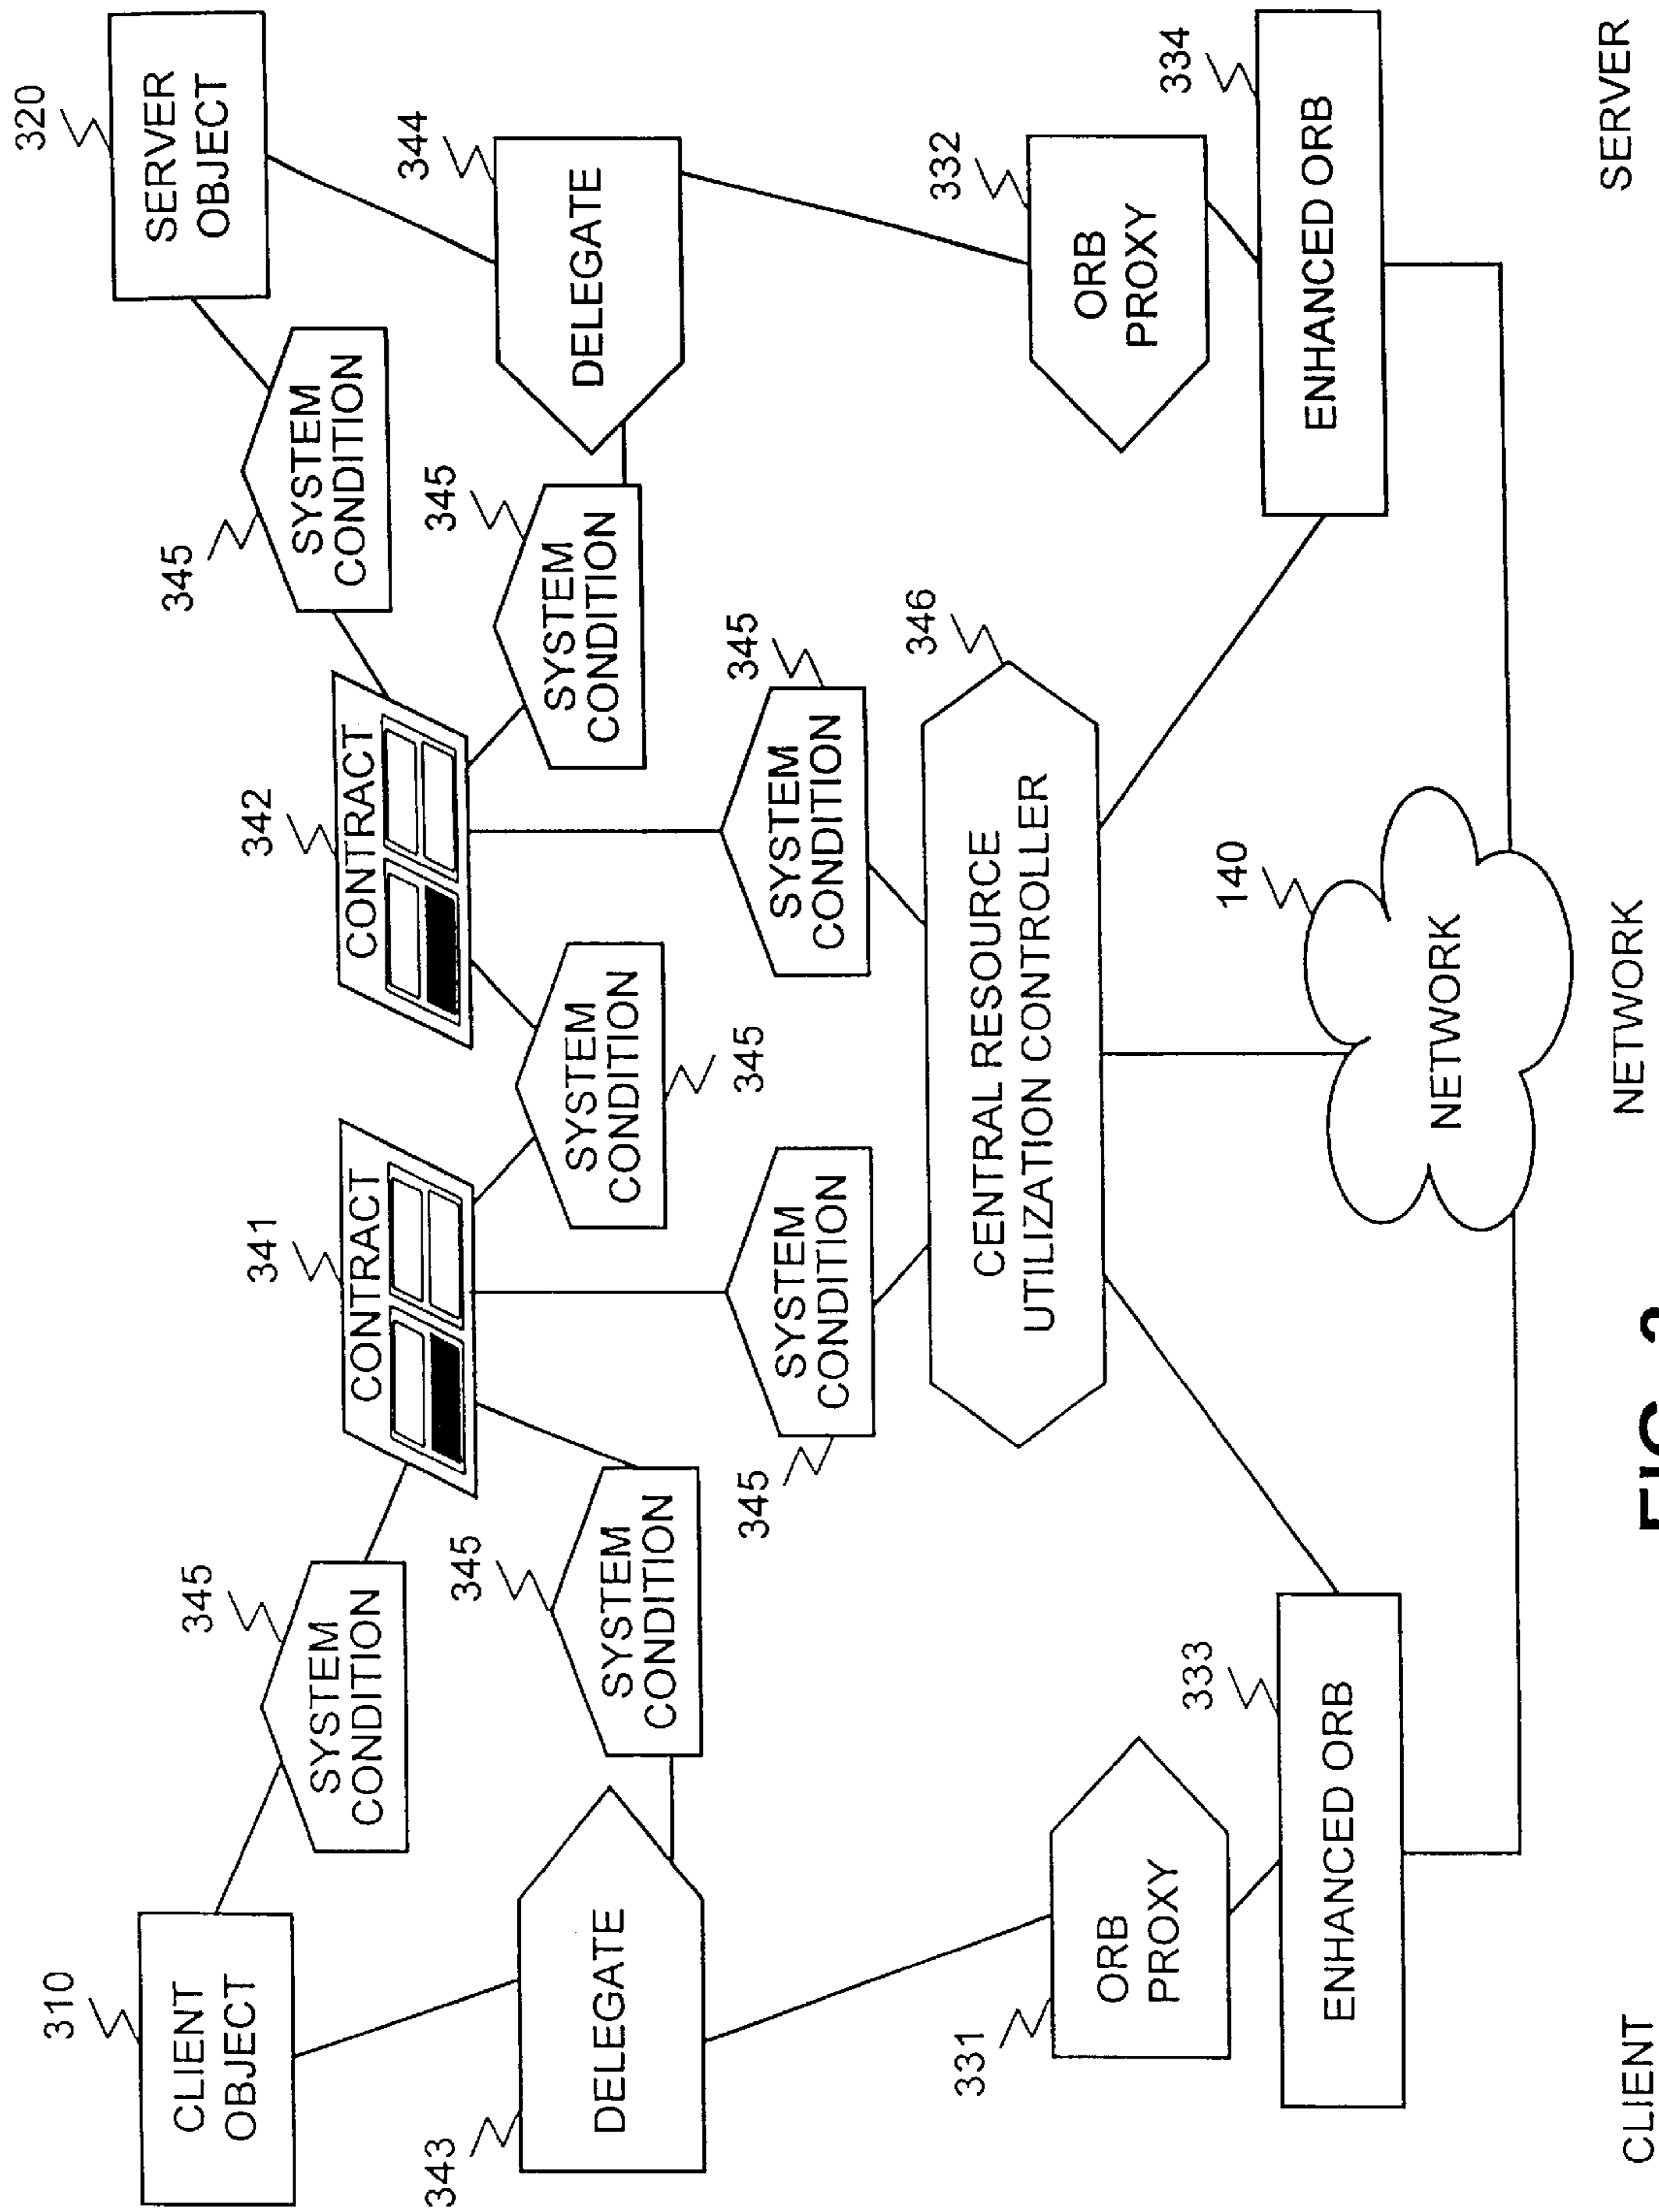 310
CLIENT
OBJECT
320
SERVER
OBJECT
345
SYSTEM
CONDITION
341
CONTRACT
342
CONTRACT
345
SYSTEM
CONDITION
343
DELEGATE
345
SYSTEM
CONDITION
SYSTEM
CONDITION
345
345
SYSTEM
CONDITION
344
DELEGATE
SYSTEM
CONDITION
345
345
SYSTEM
CONDITION
346
CENTRAL RESOURCE
UTILIZATION CONTROLLER
331
ORB
PROXY
332
ORB
PROXY
333
ENHANCED ORB
140
NETWORK
334
ENHANCED ORB
CLIENT
NETWORK
SERVER